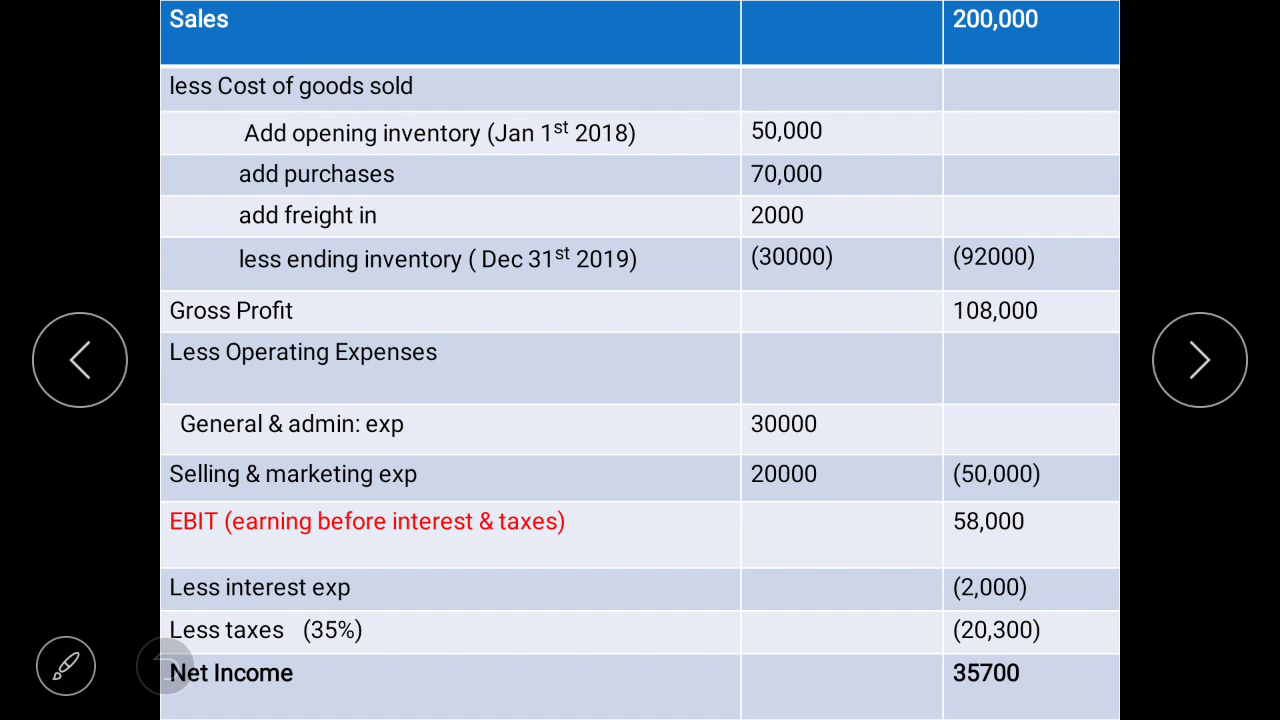 Sales 200,000
less Cost of goods sold
Add opening inventory (Jan 1st 2018) 50,000
add purchases 70,000
add freight in 2000
less ending inventory ( Dec 31st 2019) (30000) (92000)
Gross Profit 108,000
Less Operating Expenses
General & admin: exp 30000
Selling & marketing exp 20000 (50,000)
EBIT (earning before interest & taxes) 58,000
Less interest exp (2,000)
Less taxes (35%) (20,300)
Net Income 35700